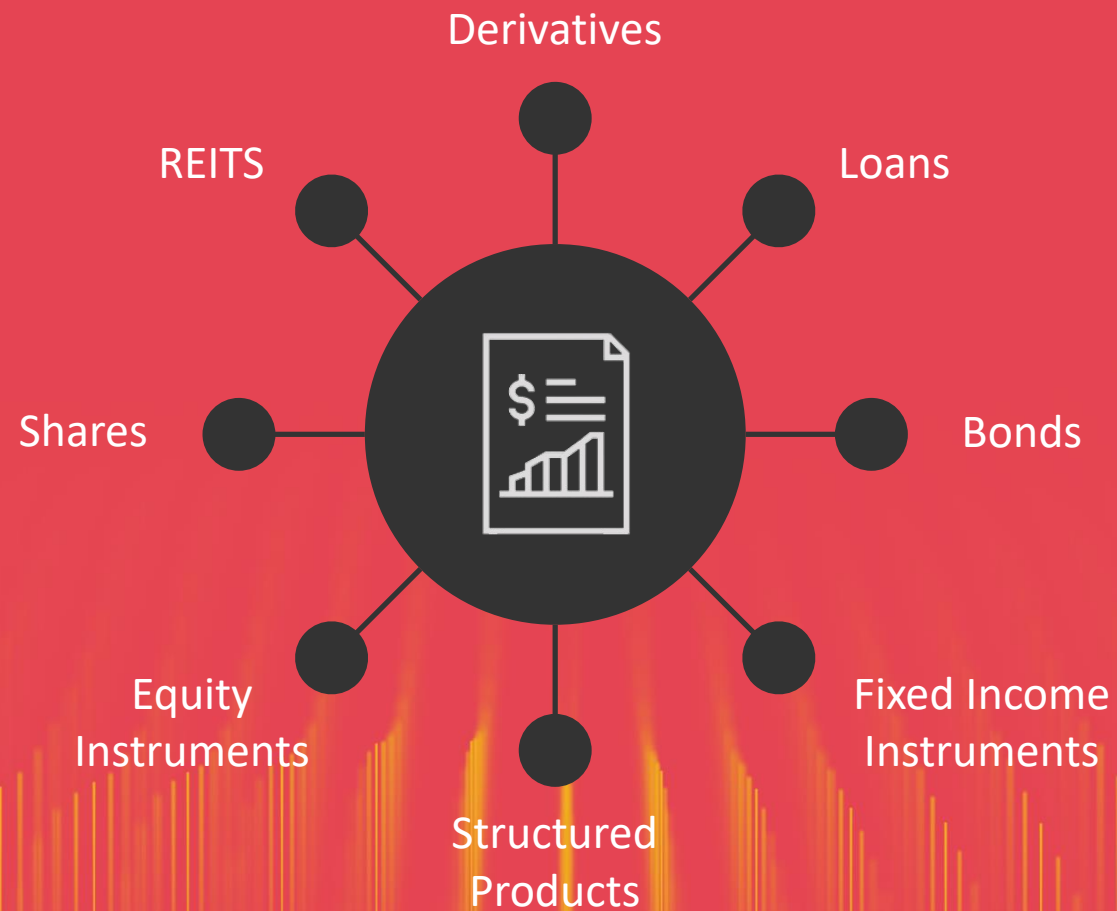 Derivatives
REITS
Loans
Shares
$
Bonds
Equity
Instruments
Fixed Income
Instruments
Structured
Products